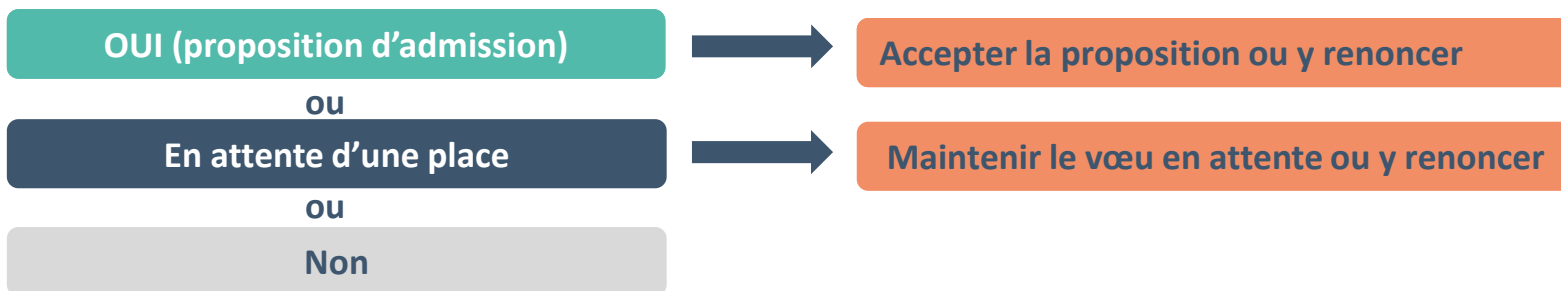 OUI (proposition d’admission)
Accepter la proposition ou y renoncer
ou
En attente d’une place
Maintenir le vœu en attente ou y renoncer
ou
Non